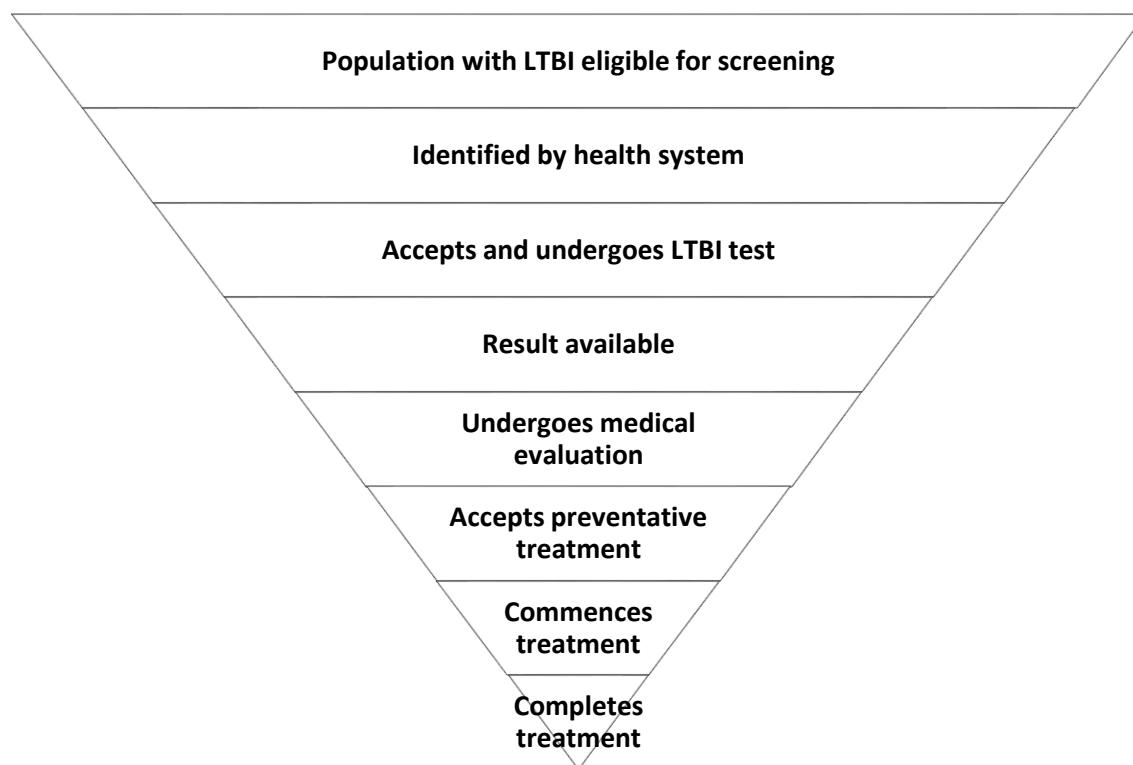 Population with LTBI eligible for screening
Identified by health system
Accepts and undergoes LTBI test
Result available
Undergoes medical
evaluation
Accepts preventative
treatment
Commences
treatment
Completes
treatment